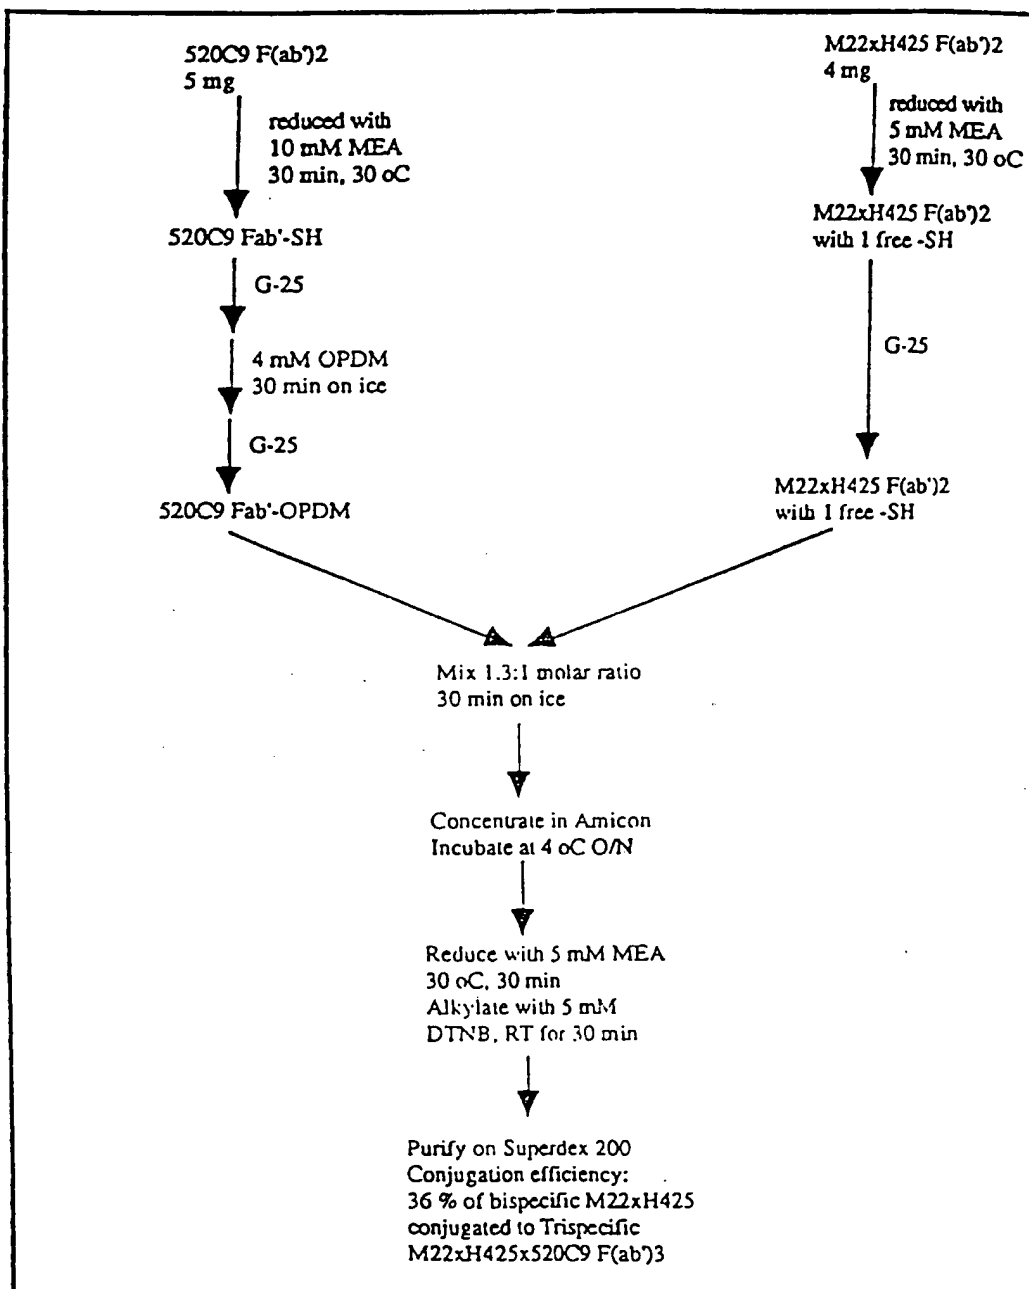 520C9 F(ab')2
5 mg
reduced with
10 mM MEA
30 min, 30 oC
520C9 Fab'-SH
G-25
4 mM OPDM
30 min on ice
G-25
520C9 Fab'-OPDM
M22xH425 F(ab')2
4 mg
reduced with
5 mM MEA
30 min, 30 oC
M22xH425 F(ab')2
with 1 free -SH
G-25
M22xH425 F(ab')2
with 1 free -SH
Mix 1.3:1 molar ratio
30 min on ice
Concentrate in Amicon
Incubate at 4 oC O/N
Reduce with 5 mM MEA
30 oC, 30 min
Alkylate with 5 mM
DTNB, RT for 30 min
Purify on Superdex 200
Conjugation efficiency:
36 % of bispecific M22xH425
conjugated to Trispecific
M22xH425x520C9 F(ab')3